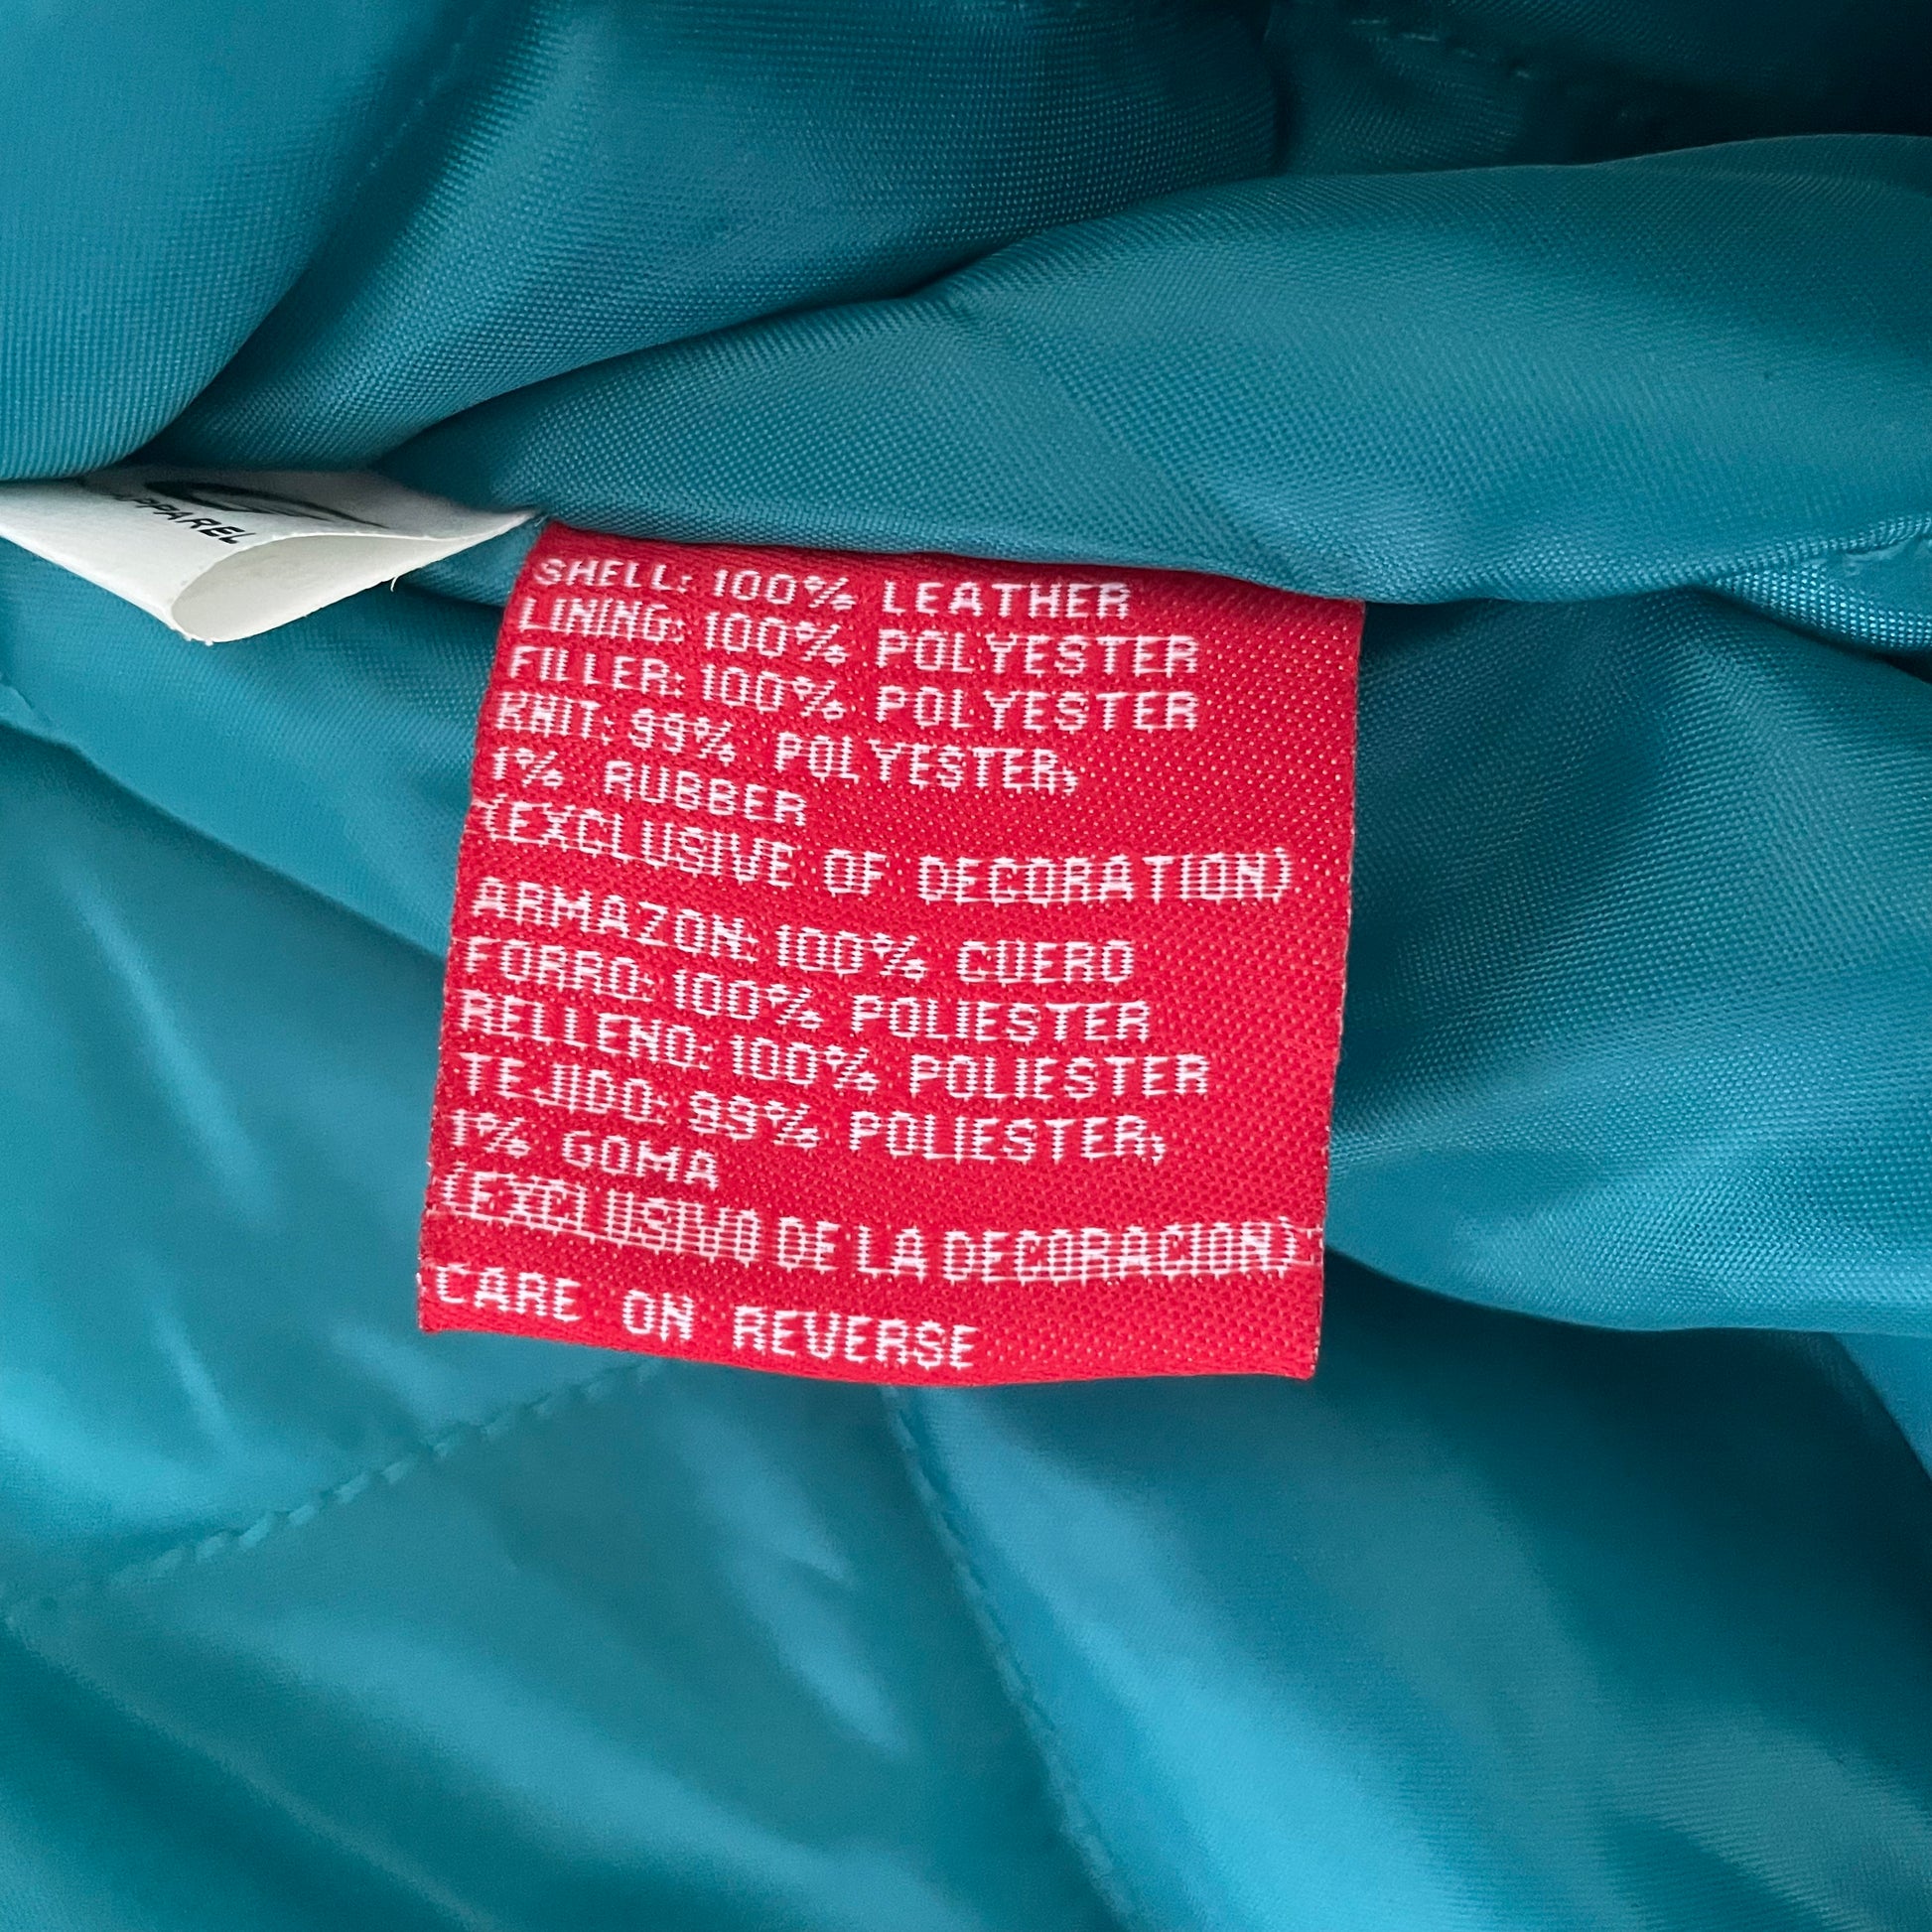 APPAREL
SHELL: 100% LEATHER
LINING: 100% POLYESTER
FILLER: 100% POLYESTER
KNIT: 99% POLYESTER,
1% RUBBER
(EXCLUSIVE OF DECORATION)
ARMAZON: 100% CUERO
FORRO: 100% POLIESTER
RELLENO: 100% POLIESTER
TEJIDO: 99% POLIESTER,
1% GOMA
(EXCLUSIVO DE LA DECORACION)
CARE ON REVERSE